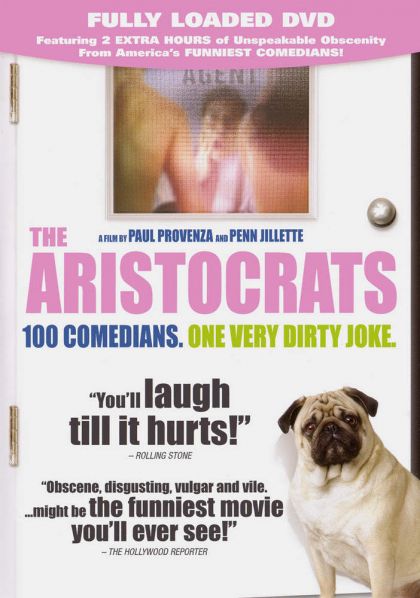 FULLY LOADED DVD
Featuring 2 EXTRA HOURS of Unspeakable Obscenity
From America's FUNNIEST COMEDIANS!
AGENT
THE
A FILM BY PAUL PROVENZA AND PENN JILLETTE
ARISTOCRATS
100 COMEDIANS. ONE VERY DIRTY JOKE.
“You'll laugh
till it hurts!”
– ROLLING STONE
“Obscene, disgusting, vulgar and vile.
...might be the funniest movie
you'll ever see!”
– THE HOLLYWOOD REPORTER